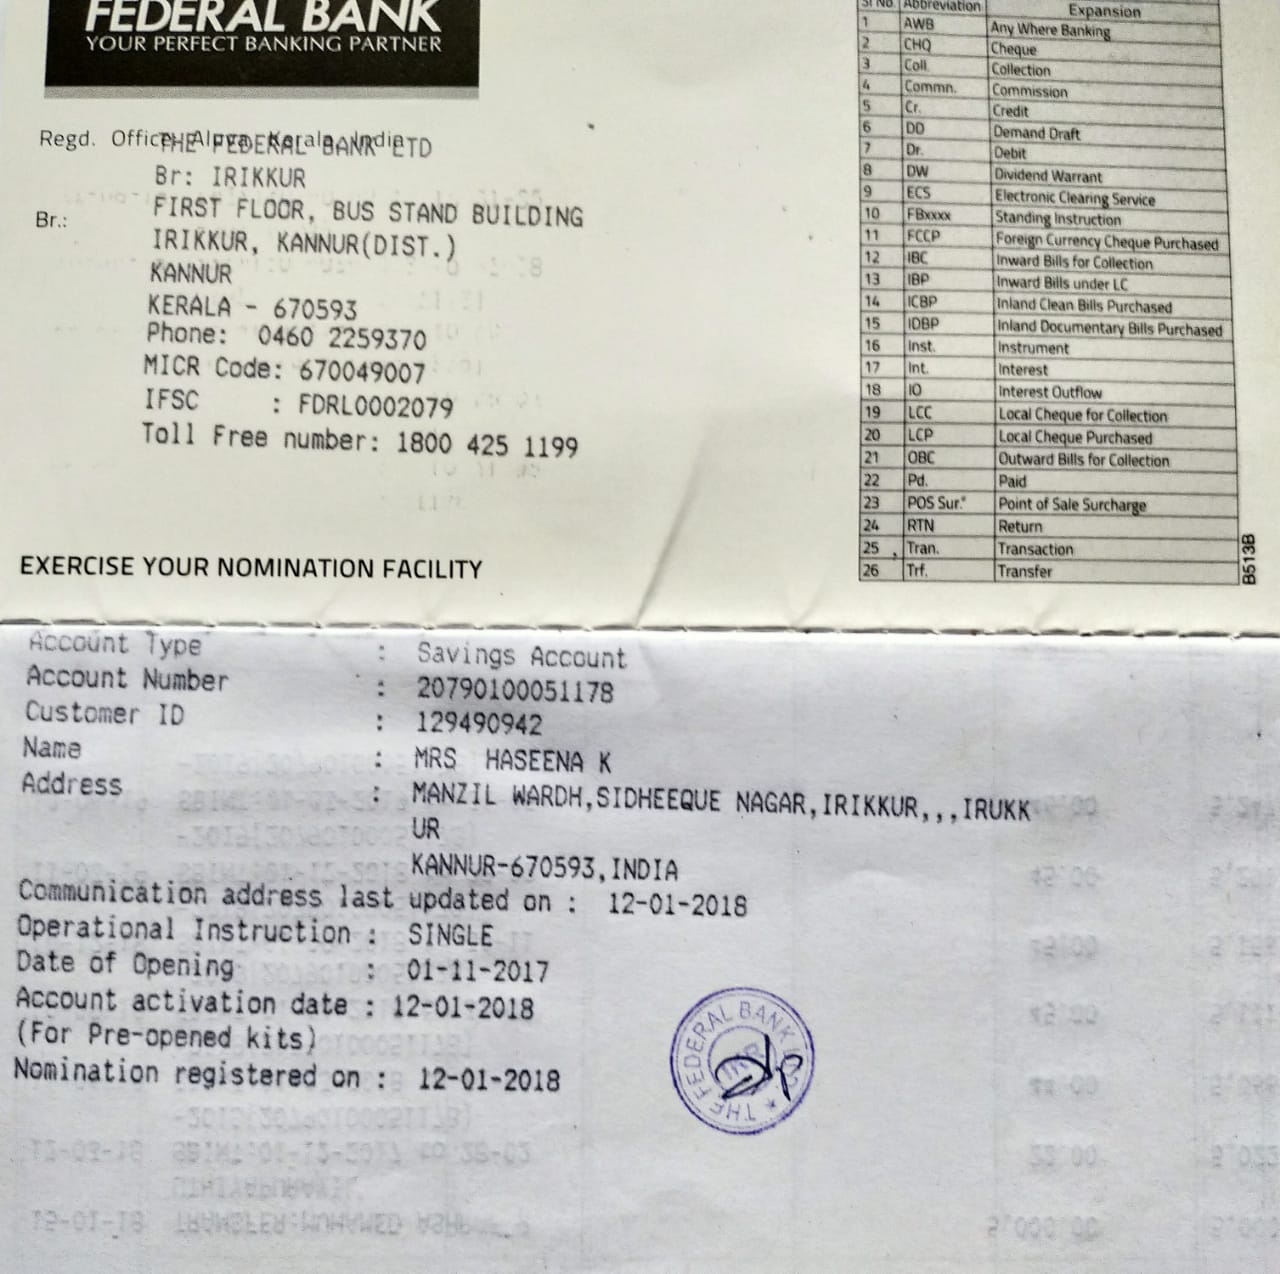 FEDERAL BANK
YOUR PERFECT BANKING PARTNER
Regd. Office: Aluva, Kerala, India
THE FEDERAL BANK LTD
Br: IRIKKUR
Br.:
FIRST FLOOR, BUS STAND BUILDING
IRIKKUR, KANNUR(DIST.)
KANNUR
KERALA - 670593
Phone: 0460 2259370
MICR Code: 670049007
IFSC : FDRL0002079
Toll Free number: 1800 425 1199
EXERCISE YOUR NOMINATION FACILITY
Sl No. Abbreviation Expansion
1 AWB Any Where Banking
2 CHQ Cheque
3 Coll. Collection
4 Commn. Commission
5 Cr. Credit
6 DD Demand Draft
7 Dr. Debit
8 DW Dividend Warrant
9 ECS Electronic Clearing Service
10 FBxxxx Standing Instruction
11 FCCP Foreign Currency Cheque Purchased
12 IBC Inward Bills for Collection
13 IBP Inward Bills under LC
14 ICBP Inland Clean Bills Purchased
15 IDBP Inland Documentary Bills Purchased
16 Inst. Instrument
17 Int. Interest
18 IO Interest Outflow
19 LCC Local Cheque for Collection
20 LCP Local Cheque Purchased
21 OBC Outward Bills for Collection
22 Pd. Paid
23 POS Sur.* Point of Sale Surcharge
24 RTN Return
25 Tran. Transaction
26 Trf. Transfer
B513B
Account Type : Savings Account
Account Number : 20790100051178
Customer ID : 129490942
Name : MRS HASEENA K
Address : MANZIL WARDH,SIDHEEQUE NAGAR,IRIKKUR,,,IRUKK
UR
KANNUR-670593,INDIA
Communication address last updated on : 12-01-2018
Operational Instruction : SINGLE
Date of Opening : 01-11-2017
Account activation date : 12-01-2018
(For Pre-opened kits)
Nomination registered on : 12-01-2018
THE FEDERAL BANK